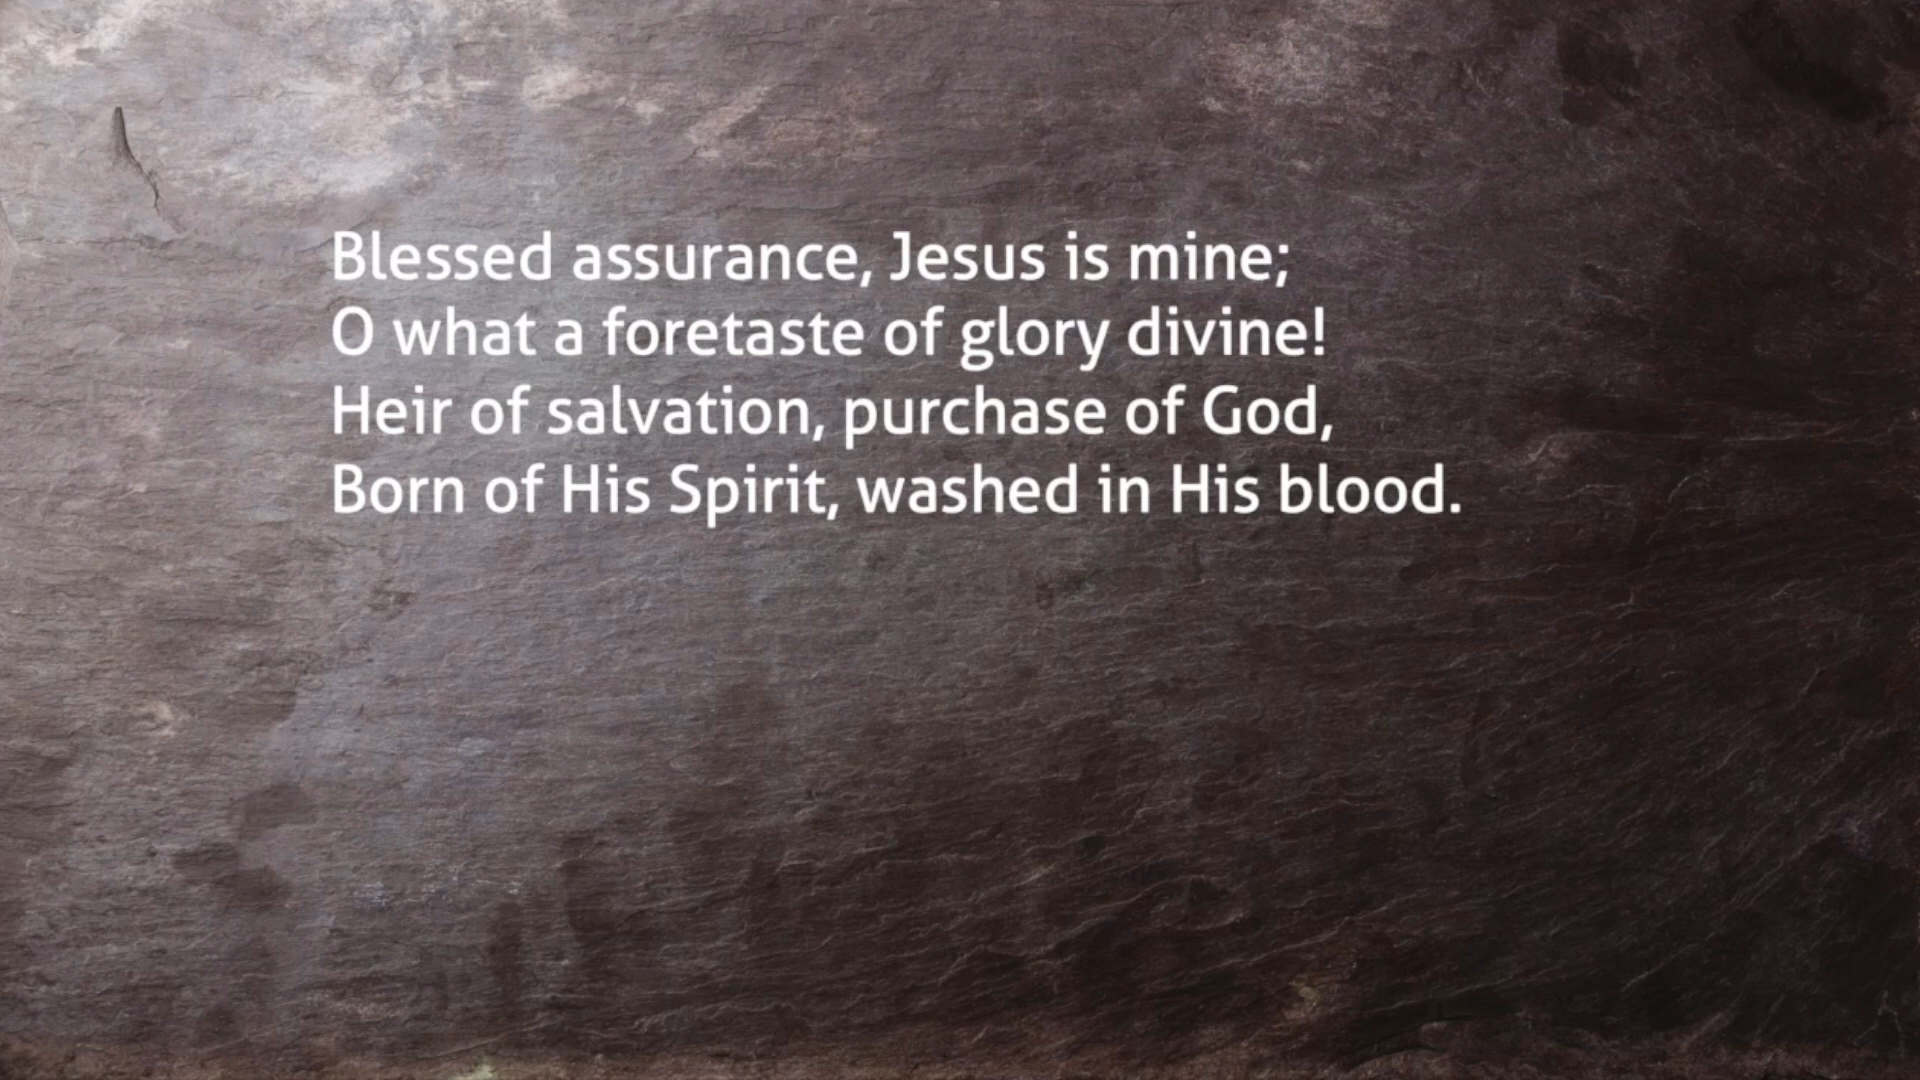 Blessed assurance, Jesus is mine;
O what a foretaste of glory divine!
Heir of salvation, purchase of God,
Born of His Spirit, washed in His blood.